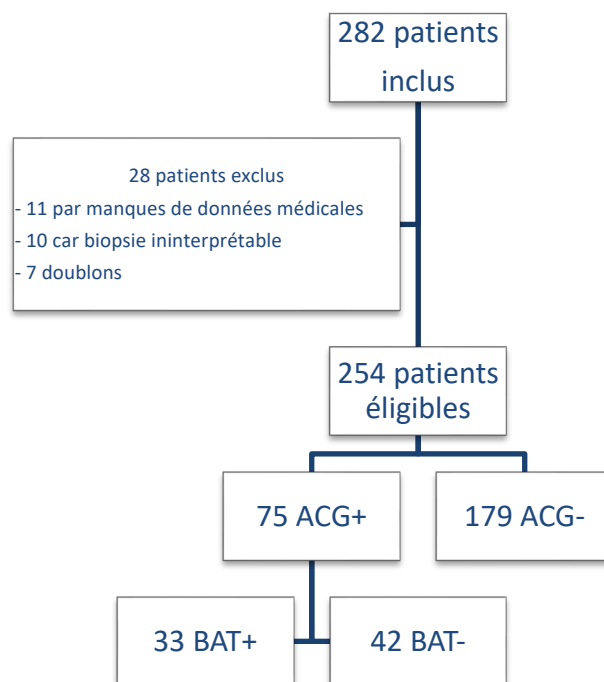 282 patients
inclus
28 patients exclus
- 11 par manques de données médicales
- 10 car biopsie ininterprétable
- 7 doublons
254 patients
éligibles
75 ACG+
179 ACG-
33 BAT+
42 BAT-